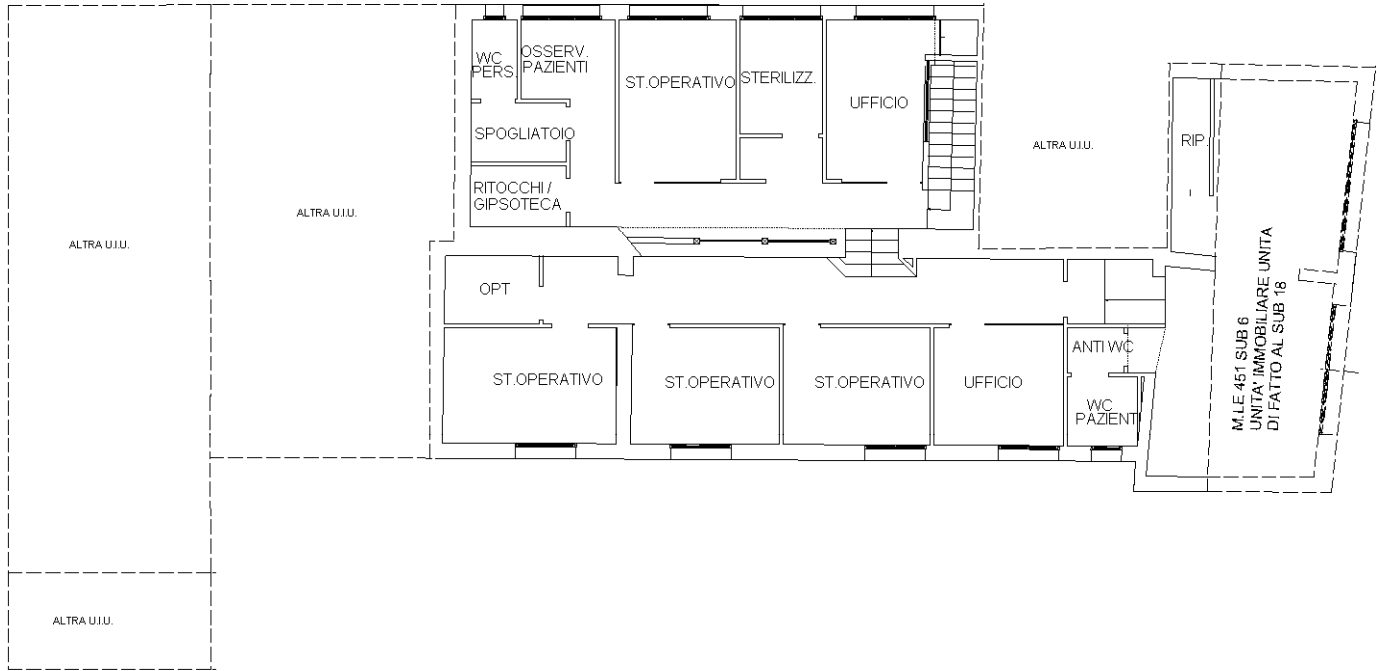 WC
PERS.
OSSERV.
PAZIENTI
ST.OPERATIVO
STERILIZZ.
UFFICIO
SPOGLIATOIO
RITOCCHI /
GIPSOTECA
ALTRA U.I.U.
RIP.
ALTRA U.I.U.
ALTRA U.I.U.
OPT
ST.OPERATIVO
ST.OPERATIVO
ST.OPERATIVO
UFFICIO
ANTI WC
WC
PAZIENTI
M.LE 451 SUB 6
UNITA' IMMOBILIARE UNITA
DI FATTO AL SUB 18
ALTRA U.I.U.